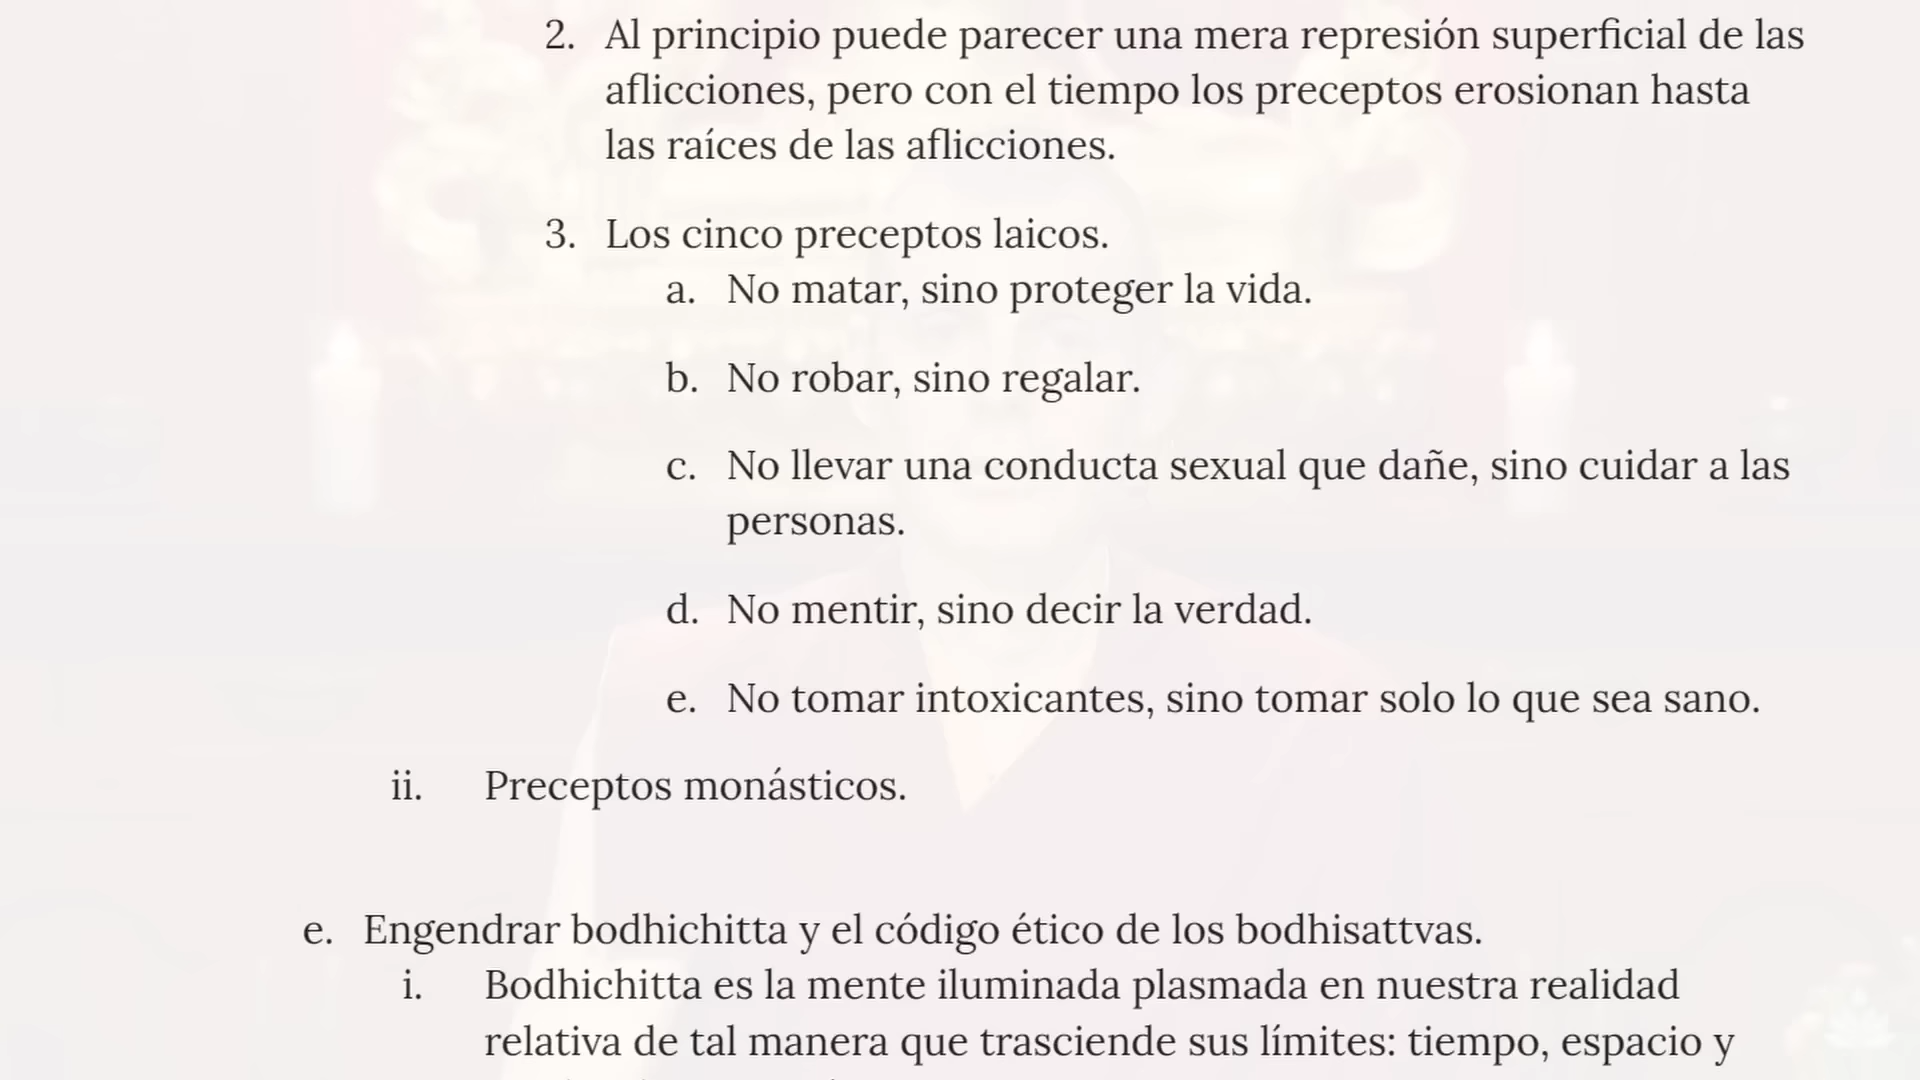 2. Al principio puede parecer una mera represión superficial de las
aflicciones, pero con el tiempo los preceptos erosionan hasta
las raíces de las aflicciones.
3. Los cinco preceptos laicos.
a. No matar, sino proteger la vida.
b. No robar, sino regalar.
c. No llevar una conducta sexual que dañe, sino cuidar a las
personas.
d. No mentir, sino decir la verdad.
e. No tomar intoxicantes, sino tomar solo lo que sea sano.
ii. Preceptos monásticos.
e. Engendrar bodhichitta y el código ético de los bodhisattvas.
i. Bodhichitta es la mente iluminada plasmada en nuestra realidad
relativa de tal manera que trasciende sus límites: tiempo, espacio y